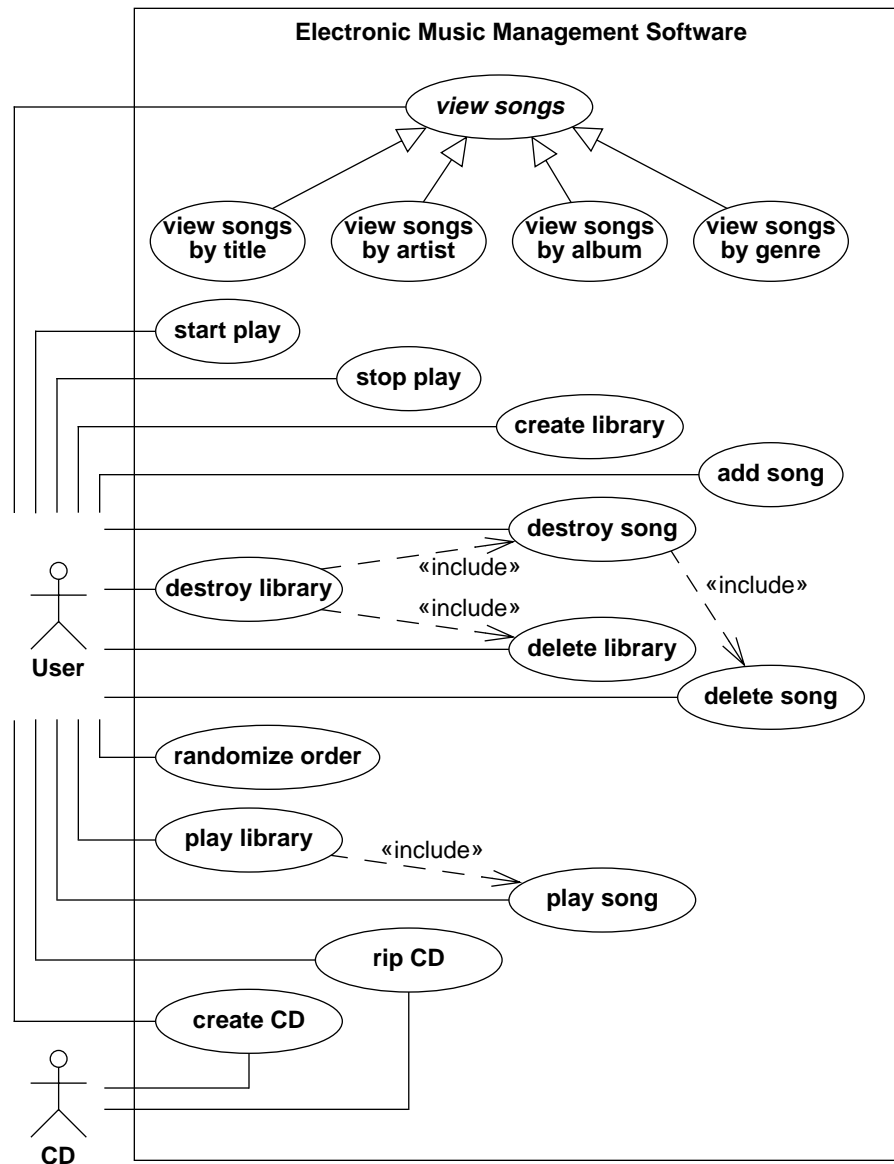 Electronic Music Management Software
view songs
view songs
by title
view songs
by artist
view songs
by album
view songs
by genre
start play
stop play
create library
add song
destroy song
«include»
destroy library
«include»
«include»
User
delete library
delete song
randomize order
play library
«include»
play song
rip CD
create CD
CD